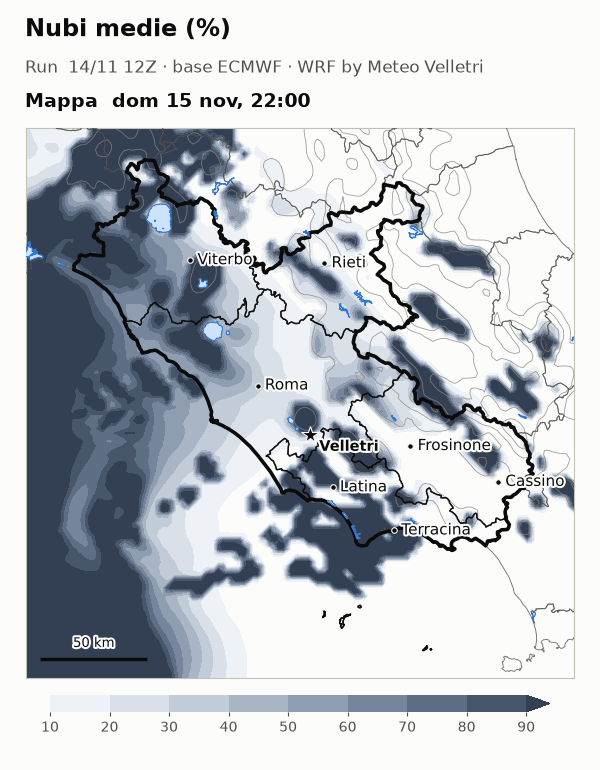 Nubi medie (%)
Run  14/11 12Z · base ECMWF · WRF by Meteo Velletri
Mappa  dom 15 nov, 22:00
Viterbo
Rieti
Roma
Velletri
Frosinone
Cassino
Latina
Terracina
50 km
10 20 30 40 50 60 70 80 90